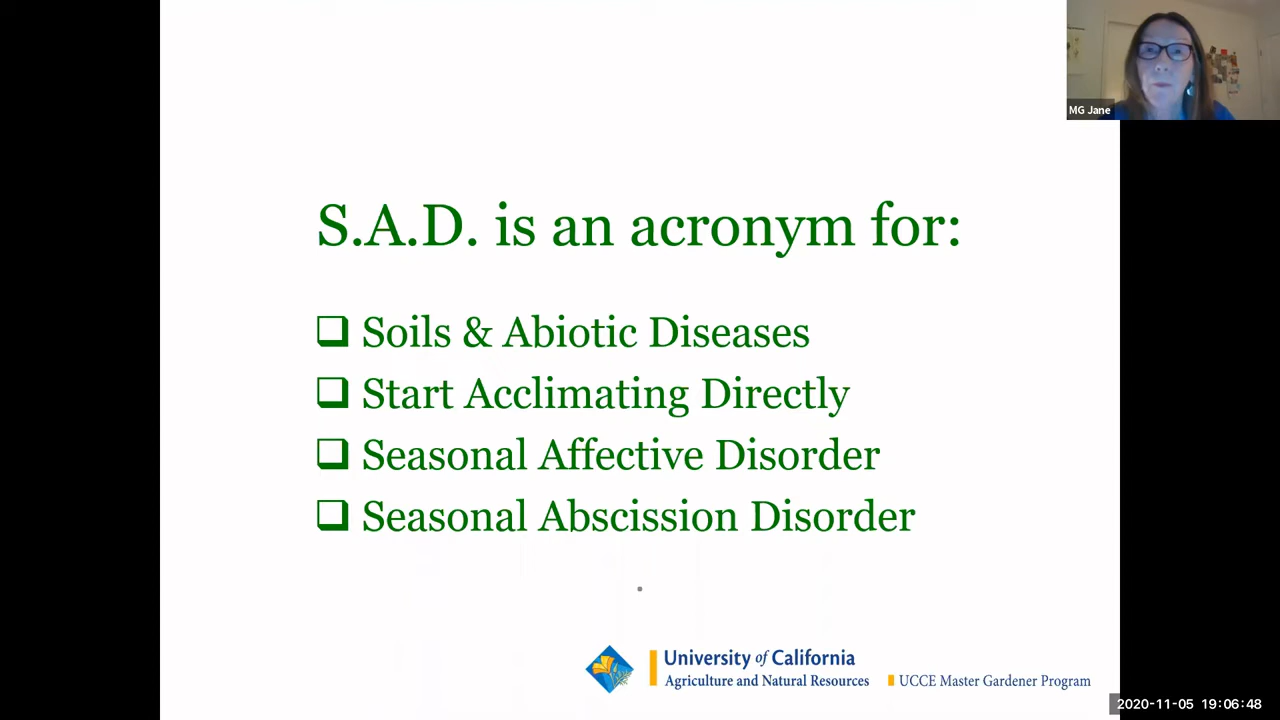 MG Jane
S.A.D. is an acronym for:
❑ Soils & Abiotic Diseases
❑ Start Acclimating Directly
❑ Seasonal Affective Disorder
❑ Seasonal Abscission Disorder
University of California
Agriculture and Natural Resources
UCCE Master Gardener Program
2020-11-05 19:06:48